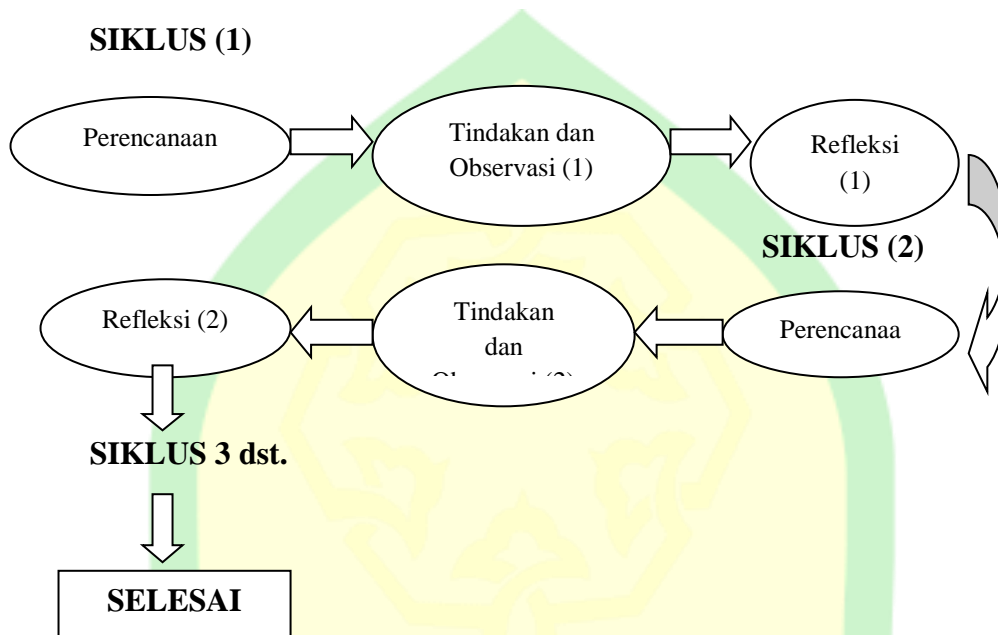 SIKLUS (1)
Perencanaan
Tindakan dan
Observasi (1)
Refleksi
(1)
SIKLUS (2)
Perencanaa
Tindakan
dan
Refleksi (2)
SIKLUS 3 dst.
SELESAI